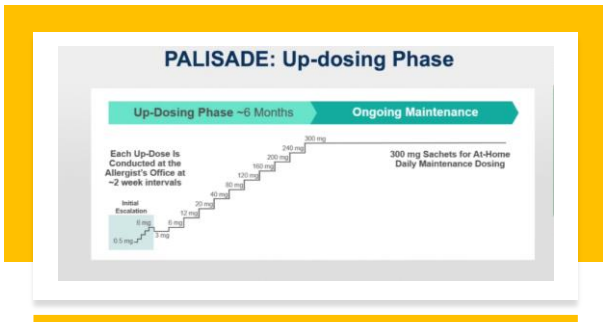 PALISADE: Up-dosing Phase
Up-Dosing Phase ~6 Months
Ongoing Maintenance
Each Up-Dose Is
Conducted at the
Allergist's Office at
~2 week intervals
Initial
Escalation
0.5 mg
6 mg
3 mg
6 mg
12 mg
20 mg
40 mg
80 mg
120 mg
160 mg
200 mg
240 mg
300 mg
300 mg Sachets for At-Home
Daily Maintenance Dosing